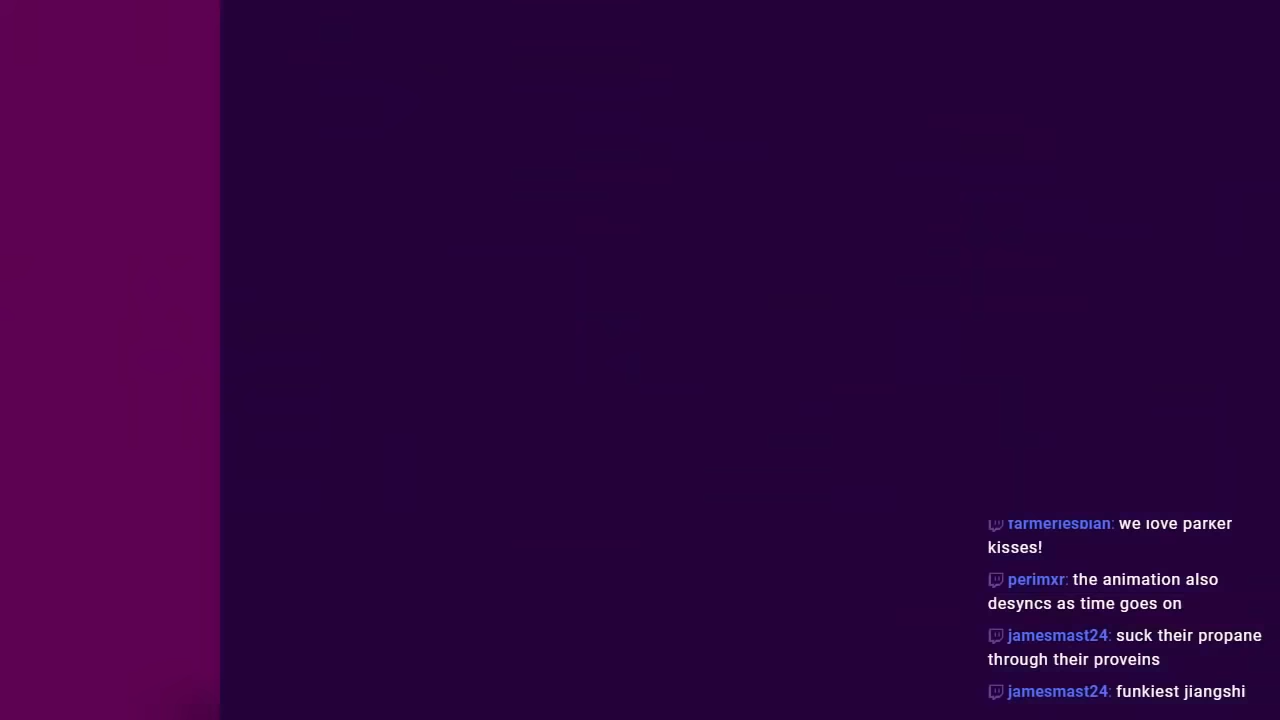 farmerlesbian: we love parker
kisses!
perimxr: the animation also
desyncs as time goes on
jamesmast24: suck their propane
through their proveins
jamesmast24: funkiest jiangshi